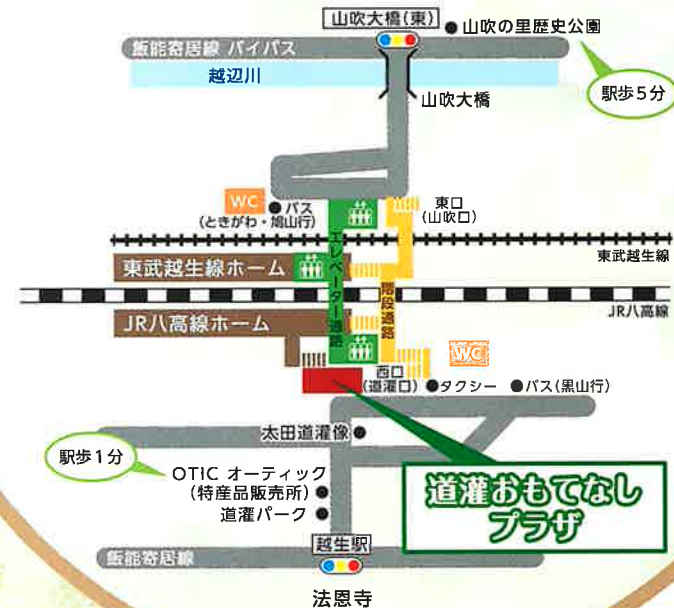 山吹大橋(東)
山吹の里歴史公園
飯能寄居線 バイパス
越辺川
駅歩5分
山吹大橋
WC
バス
(ときがわ・鳩山行)
東口
(山吹口)
エレベーター通路
東武越生線
東武越生線ホーム
階段通路
JR八高線
JR八高線ホーム
WC
西口
(道灌口)
タクシー
バス(黒山行)
太田道灌像
駅歩1分
OTIC オーティック
(特産品販売所)
道灌パーク
道灌おもてなし
プラザ
越生駅
飯能寄居線
法恩寺